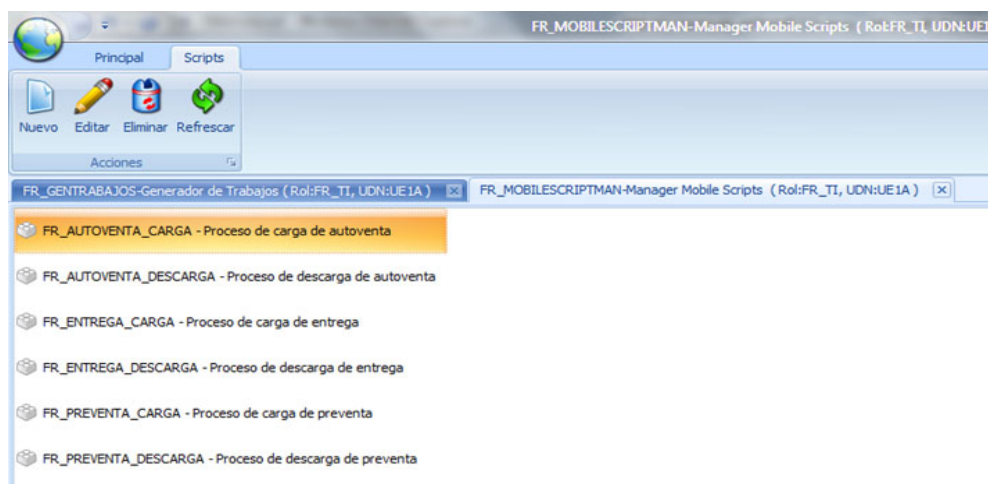 FR_MOBILESCRIPTMAN-Manager Mobile Scripts ( Rol:FR_TI, UDN:UE1
Principal Scripts
Nuevo Editar Eliminar Refrescar
Acciones
FR_GENTRABAJOS-Generador de Trabajos ( Rol:FR_TI, UDN:UE1A ) FR_MOBILESCRIPTMAN-Manager Mobile Scripts ( Rol:FR_TI, UDN:UE1A )
FR_AUTOVENTA_CARGA - Proceso de carga de autoventa
FR_AUTOVENTA_DESCARGA - Proceso de descarga de autoventa
FR_ENTREGA_CARGA - Proceso de carga de entrega
FR_ENTREGA_DESCARGA - Proceso de descarga de entrega
FR_PREVENTA_CARGA - Proceso de carga de preventa
FR_PREVENTA_DESCARGA - Proceso de descarga de preventa